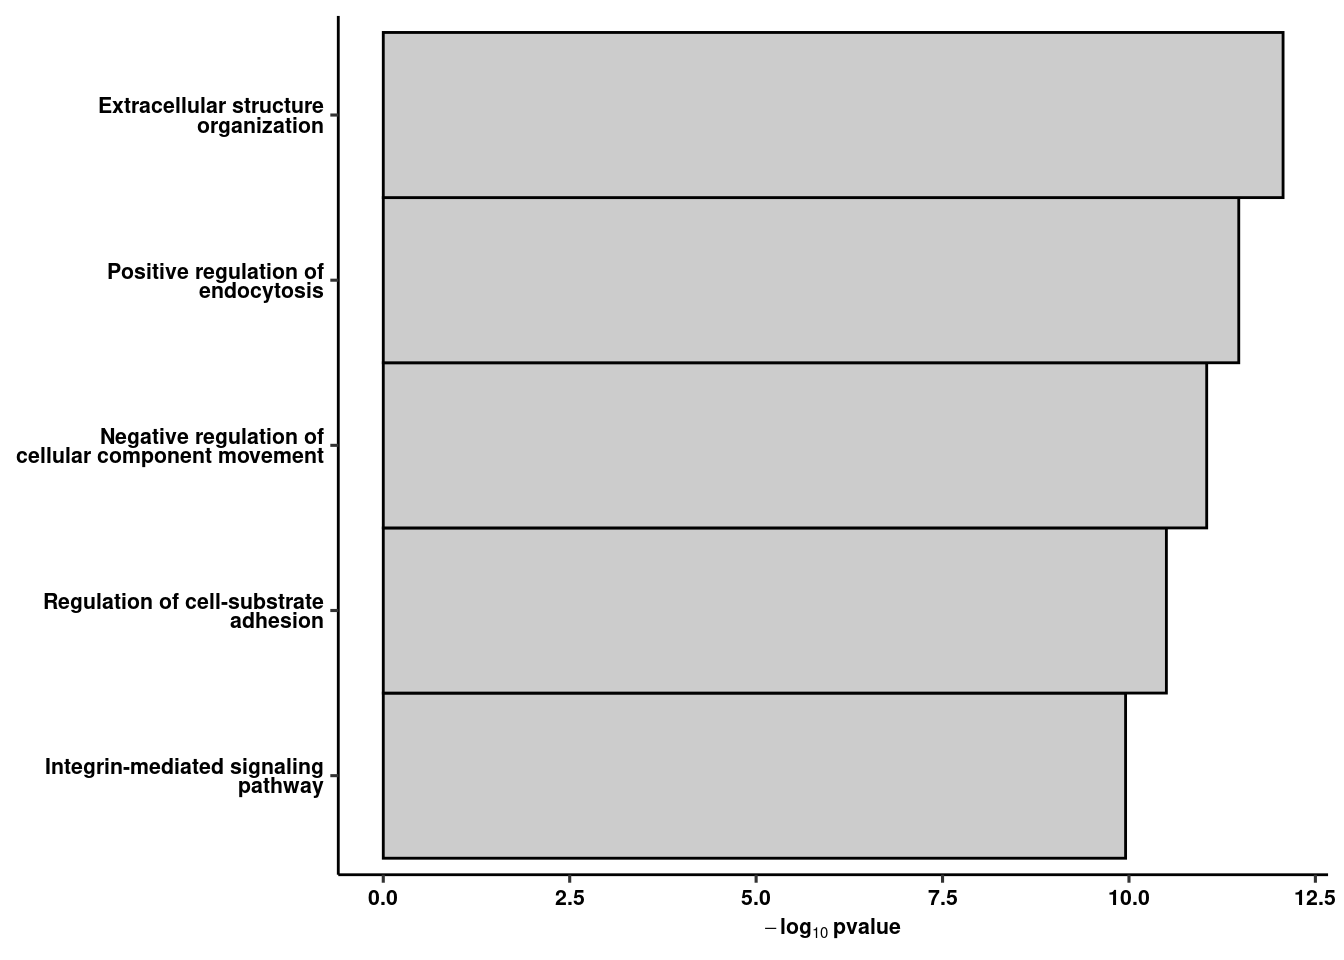 Extracellular structure
organization
Positive regulation of
endocytosis
Negative regulation of
cellular component movement
Regulation of cell-substrate
adhesion
Integrin-mediated signaling
pathway
0.0 2.5 5.0 7.5 10.0 12.5
−log₁₀ pvalue